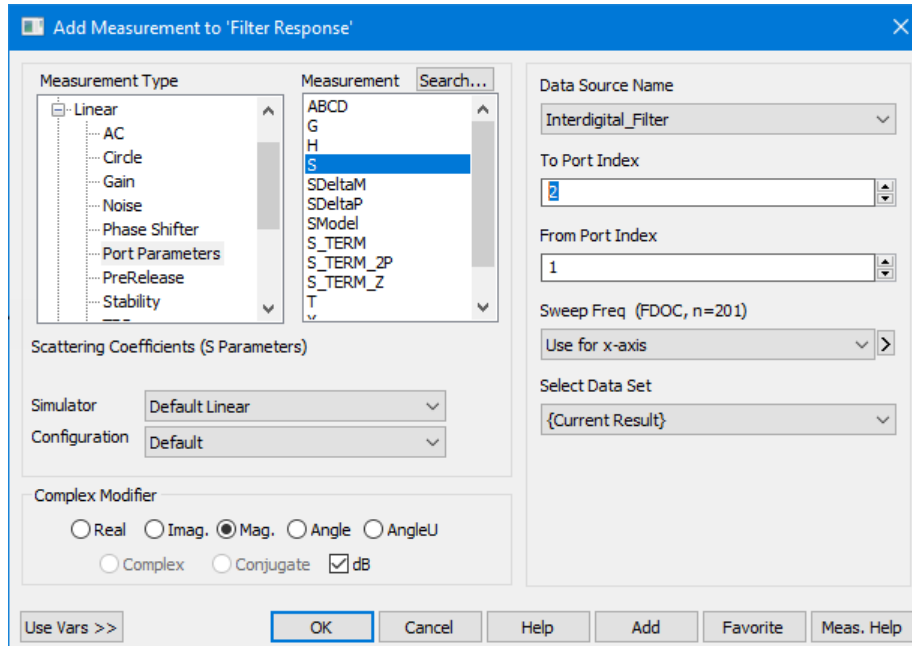 Add Measurement to 'Filter Response'
Measurement Type
Linear
AC
Circle
Gain
Noise
Phase Shifter
Port Parameters
PreRelease
Stability
Measurement
Search...
ABCD
G
H
S
SDeltaM
SDeltaP
SModel
S_TERM
S_TERM_2P
S_TERM_Z
T
Scattering Coefficients (S Parameters)
Simulator
Default Linear
Configuration
Default
Complex Modifier
Real
Imag.
Mag.
Angle
AngleU
Complex
Conjugate
dB
Data Source Name
Interdigital_Filter
To Port Index
2
From Port Index
1
Sweep Freq (FDOC, n=201)
Use for x-axis
>
Select Data Set
{Current Result}
Use Vars >>
OK
Cancel
Help
Add
Favorite
Meas. Help